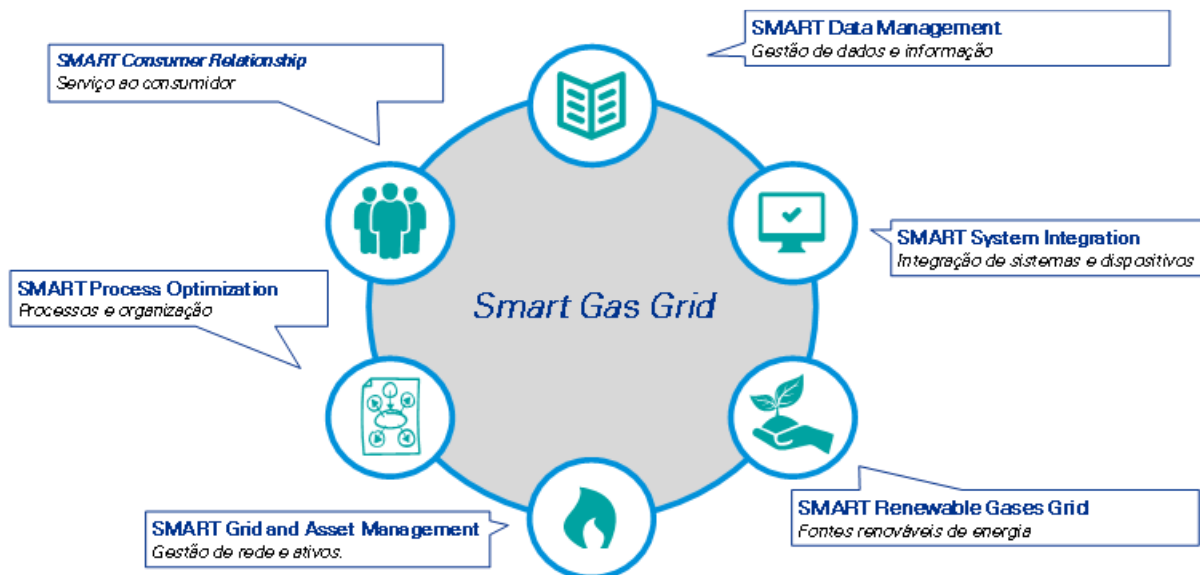 SMART Data Management
Gestão de dados e informação
SMART Consumer Relationship
Serviço ao consumidor
SMART System Integration
Integração de sistemas e dispositivos
SMART Process Optimization
Processos e organização
Smart Gas Grid
SMART Renewable Gases Grid
Fontes renováveis de energia
SMART Grid and Asset Management
Gestão de rede e ativos.